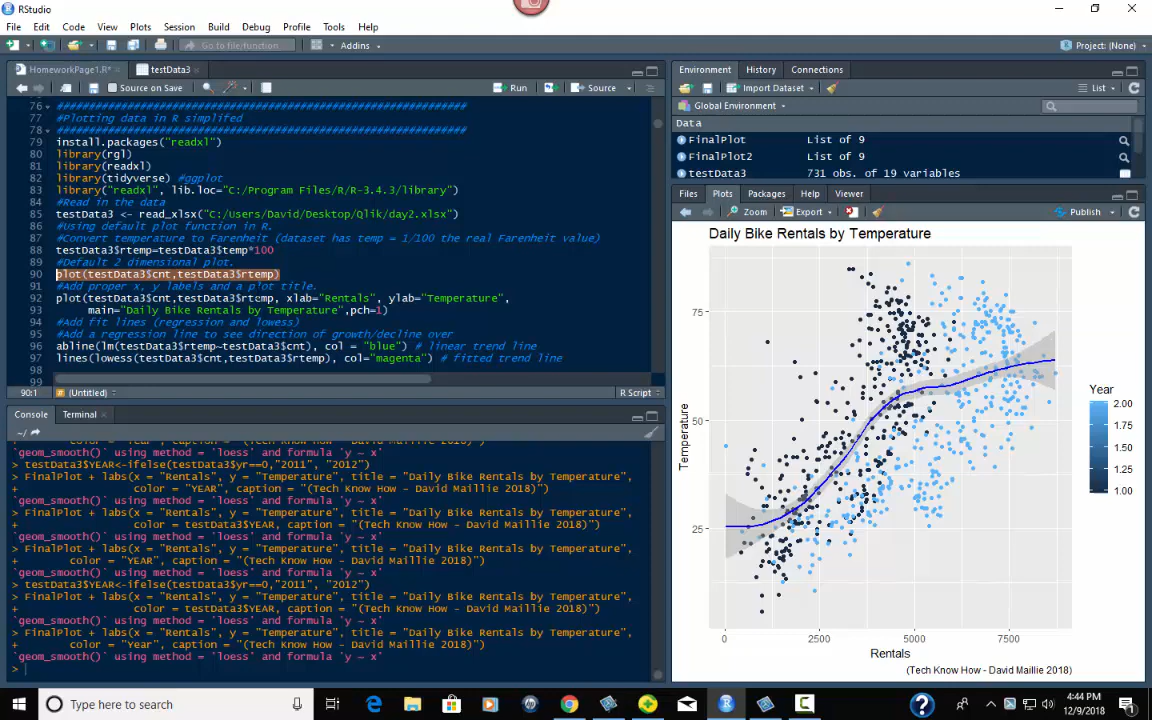 RStudio
File Edit Code View Plots Session Build Debug Profile Tools Help
Go to file/function Addins Project: (None)
HomeworkPage1.R* testData3
Source on Save Run Source
76 ################################################################
77 #Plotting data in R simplifed
78 ################################################################
79 install.packages("readxl")
80 library(rgl)
81 library(readxl)
82 library(tidyverse) #ggplot
83 library("readxl", lib.loc="C:/Program Files/R/R-3.4.3/library")
84 #Read in the data
85 testData3 <- read_xlsx("C:/Users/David/Desktop/Qlik/day2.xlsx")
86 #Using default plot function in R.
87 #Convert temperature to Farenheit (dataset has temp = 1/100 the real Farenheit value)
88 testData3$rtemp=testData3$temp*100
89 #Default 2 dimensional plot.
90 plot(testData3$cnt,testData3$rtemp)
91 #Add proper x, y labels and a plot title.
92 plot(testData3$cnt,testData3$rtemp, xlab="Rentals", ylab="Temperature",
93 main="Daily Bike Rentals by Temperature",pch=1)
94 #Add fit lines (regression and lowess)
95 #Add a regression line to see direction of growth/decline over
96 abline(lm(testData3$rtemp~testData3$cnt), col = "blue") # linear trend line
97 lines(lowess(testData3$cnt,testData3$rtemp), col="magenta") # fitted trend line
98
99
90:1 (Untitled) R Script
Console Terminal
~/
+ color = "Year", caption = "(Tech Know How - David Maillie 2018)")
`geom_smooth()` using method = 'loess' and formula 'y ~ x'
> testData3$YEAR<-ifelse(testData3$yr==0,"2011", "2012")
> FinalPlot + labs(x = "Rentals", y = "Temperature", title = "Daily Bike Rentals by Temperature",
+ color = "YEAR", caption = "(Tech Know How - David Maillie 2018)")
`geom_smooth()` using method = 'loess' and formula 'y ~ x'
> FinalPlot + labs(x = "Rentals", y = "Temperature", title = "Daily Bike Rentals by Temperature",
+ color = testData3$YEAR, caption = "(Tech Know How - David Maillie 2018)")
`geom_smooth()` using method = 'loess' and formula 'y ~ x'
> FinalPlot + labs(x = "Rentals", y = "Temperature", title = "Daily Bike Rentals by Temperature",
+ color = "YEAR", caption = "(Tech Know How - David Maillie 2018)")
`geom_smooth()` using method = 'loess' and formula 'y ~ x'
> testData3$YEAR<-ifelse(testData3$yr==0,"2011", "2012")
> FinalPlot + labs(x = "Rentals", y = "Temperature", title = "Daily Bike Rentals by Temperature",
+ color = testData3$YEAR, caption = "(Tech Know How - David Maillie 2018)")
`geom_smooth()` using method = 'loess' and formula 'y ~ x'
> FinalPlot + labs(x = "Rentals", y = "Temperature", title = "Daily Bike Rentals by Temperature",
+ color = "Year", caption = "(Tech Know How - David Maillie 2018)")
`geom_smooth()` using method = 'loess' and formula 'y ~ x'
>
Environment History Connections
Import Dataset List
Global Environment
Data
FinalPlot List of 9
FinalPlot2 List of 9
testData3 731 obs. of 19 variables
Files Plots Packages Help Viewer
Zoom Export Publish
Daily Bike Rentals by Temperature
Temperature
75
50
25
0 2500 5000 7500
Rentals
(Tech Know How - David Maillie 2018)
Year
2.00
1.75
1.50
1.25
1.00
Type here to search
4:44 PM
12/9/2018
1